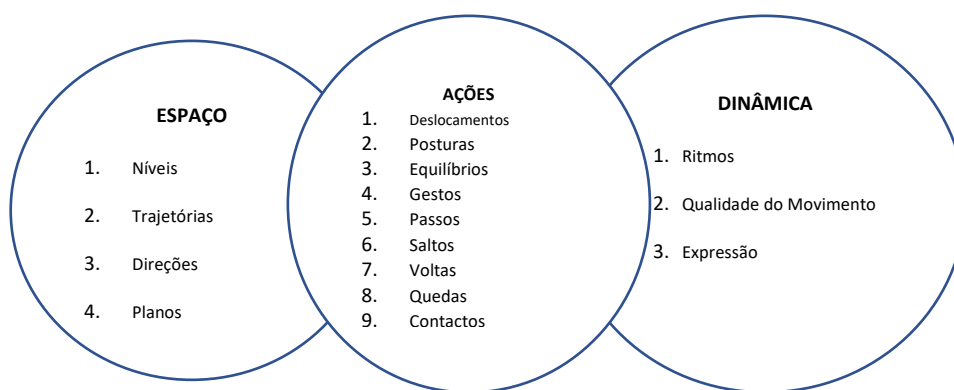 ESPAÇO
1. Níveis
2. Trajetórias
3. Direções
4. Planos
AÇÕES
1. Deslocamentos
2. Posturas
3. Equilíbrios
4. Gestos
5. Passos
6. Saltos
7. Voltas
8. Quedas
9. Contactos
DINÂMICA
1. Ritmos
2. Qualidade do Movimento
3. Expressão